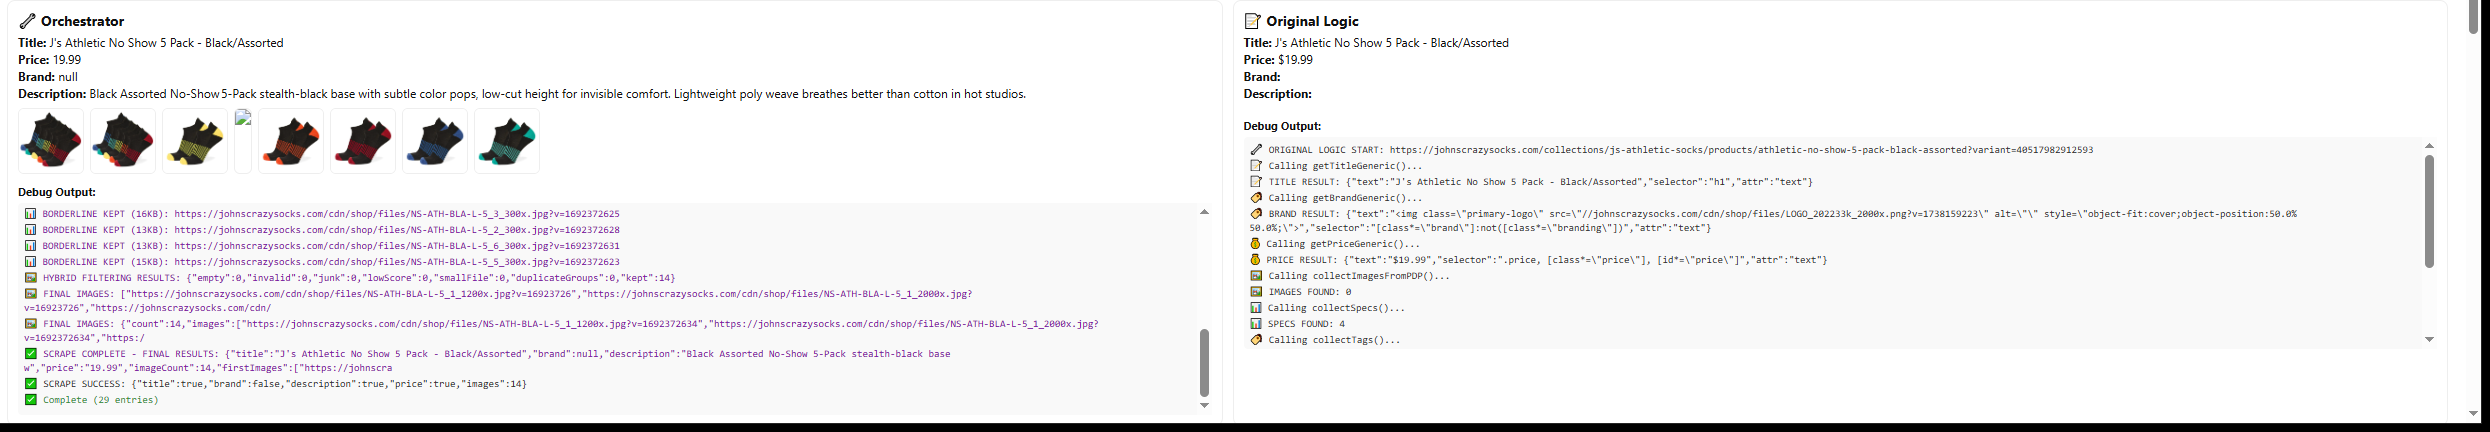 Orchestrator
Title: J's Athletic No Show 5 Pack - Black/Assorted
Price: 19.99
Brand: null
Description: Black Assorted No-Show 5-Pack stealth-black base with subtle color pops, low-cut height for invisible comfort. Lightweight poly weave breathes better than cotton in hot studios.
Debug Output:
BORDERLINE KEPT (16KB): https://johnscrazysocks.com/cdn/shop/files/NS-ATH-BLA-L-5_3_300x.jpg?v=1692372625
BORDERLINE KEPT (13KB): https://johnscrazysocks.com/cdn/shop/files/NS-ATH-BLA-L-5_2_300x.jpg?v=1692372628
BORDERLINE KEPT (13KB): https://johnscrazysocks.com/cdn/shop/files/NS-ATH-BLA-L-5_6_300x.jpg?v=1692372631
BORDERLINE KEPT (15KB): https://johnscrazysocks.com/cdn/shop/files/NS-ATH-BLA-L-5_5_300x.jpg?v=1692372623
HYBRID FILTERING RESULTS: {"empty":0,"invalid":0,"junk":0,"lowScore":0,"smallFile":0,"duplicateGroups":0,"kept":14}
FINAL IMAGES: ["https://johnscrazysocks.com/cdn/shop/files/NS-ATH-BLA-L-5_1_1200x.jpg?v=16923726","https://johnscrazysocks.com/cdn/shop/files/NS-ATH-BLA-L-5_1_2000x.jpg?
v=16923726","https://johnscrazysocks.com/cdn/
FINAL IMAGES: {"count":14,"images":["https://johnscrazysocks.com/cdn/shop/files/NS-ATH-BLA-L-5_1_1200x.jpg?v=1692372634","https://johnscrazysocks.com/cdn/shop/files/NS-ATH-BLA-L-5_1_2000x.jpg?
v=1692372634","https:/
SCRAPE COMPLETE - FINAL RESULTS: {"title":"J's Athletic No Show 5 Pack - Black/Assorted","brand":null,"description":"Black Assorted No-Show 5-Pack stealth-black base
w","price":"19.99","imageCount":14,"firstImages":["https://johnscra
SCRAPE SUCCESS: {"title":true,"brand":false,"description":true,"price":true,"images":14}
Complete (29 entries)
Original Logic
Title: J's Athletic No Show 5 Pack - Black/Assorted
Price: $19.99
Brand:
Description:
Debug Output:
ORIGINAL LOGIC START: https://johnscrazysocks.com/collections/js-athletic-socks/products/athletic-no-show-5-pack-black-assorted?variant=40517982912593
Calling getTitleGeneric()...
TITLE RESULT: {"text":"J's Athletic No Show 5 Pack - Black/Assorted","selector":"h1","attr":"text"}
Calling getBrandGeneric()...
BRAND RESULT: {"text":"<img class=\"primary-logo\" src=\"//johnscrazysocks.com/cdn/shop/files/LOGO_202233k_2000x.png?v=1738159223\" alt=\"\" style=\"object-fit:cover;object-position:50.0%
50.0%;\">","selector":"[class*=\"brand\"]:not([class*=\"branding\"])","attr":"text"}
Calling getPriceGeneric()...
PRICE RESULT: {"text":"$19.99","selector":".price, [class*=\"price\"], [id*=\"price\"]","attr":"text"}
Calling collectImagesFromPDP()...
IMAGES FOUND: 0
Calling collectSpecs()...
SPECS FOUND: 4
Calling collectTags()...